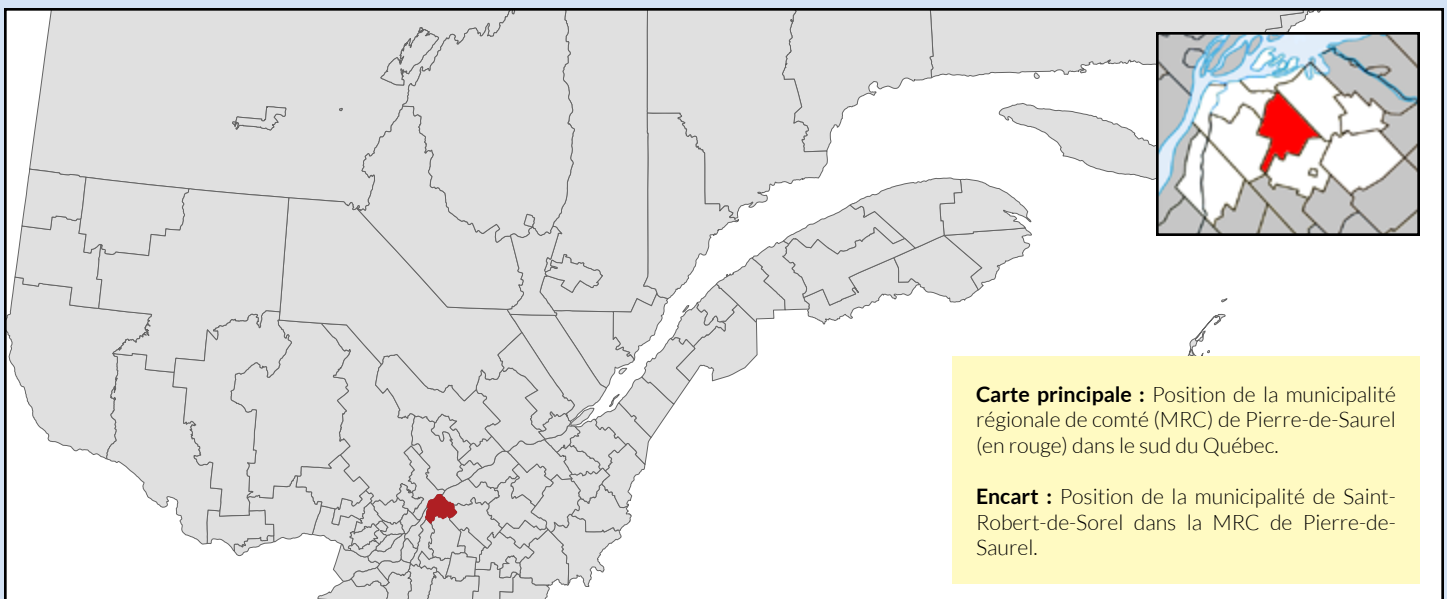 Carte principale : Position de la municipalité
régionale de comté (MRC) de Pierre-de-Saurel
(en rouge) dans le sud du Québec.
Encart : Position de la municipalité de Saint-
Robert-de-Sorel dans la MRC de Pierre-de-
Saurel.